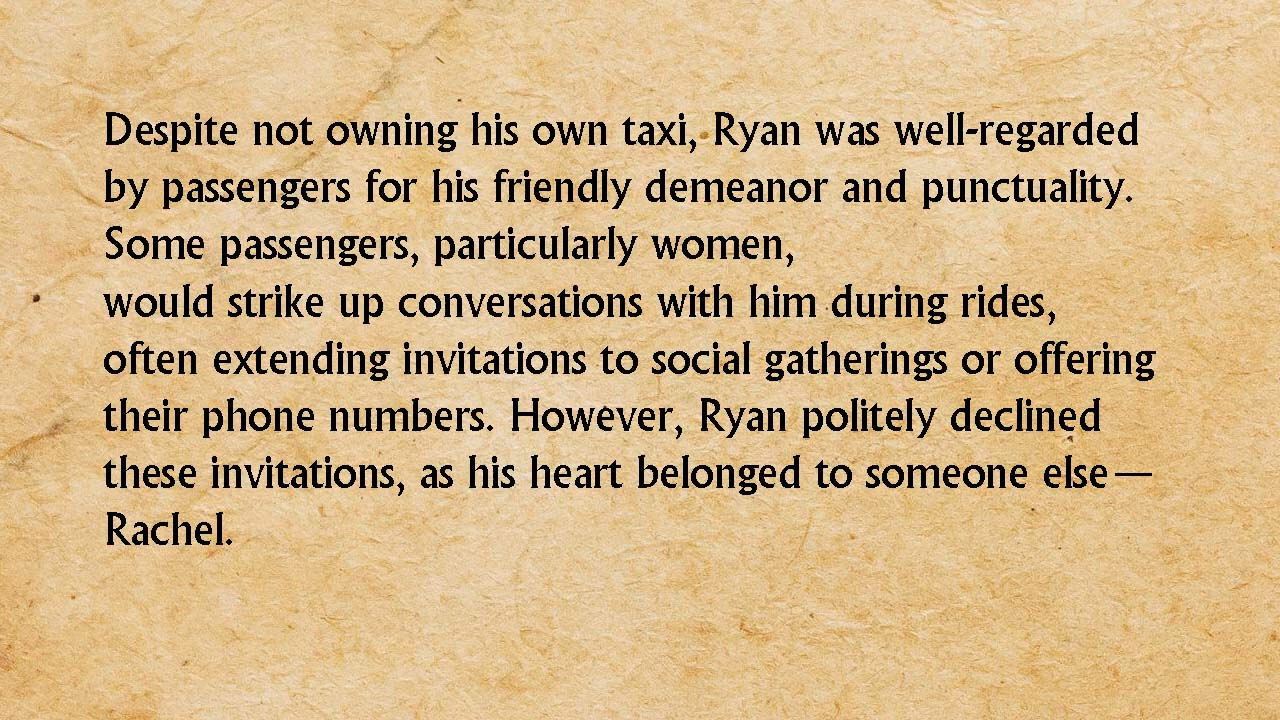 Despite not owning his own taxi, Ryan was well-regarded
by passengers for his friendly demeanor and punctuality.
Some passengers, particularly women,
would strike up conversations with him during rides,
often extending invitations to social gatherings or offering
their phone numbers. However, Ryan politely declined
these invitations, as his heart belonged to someone else—
Rachel.